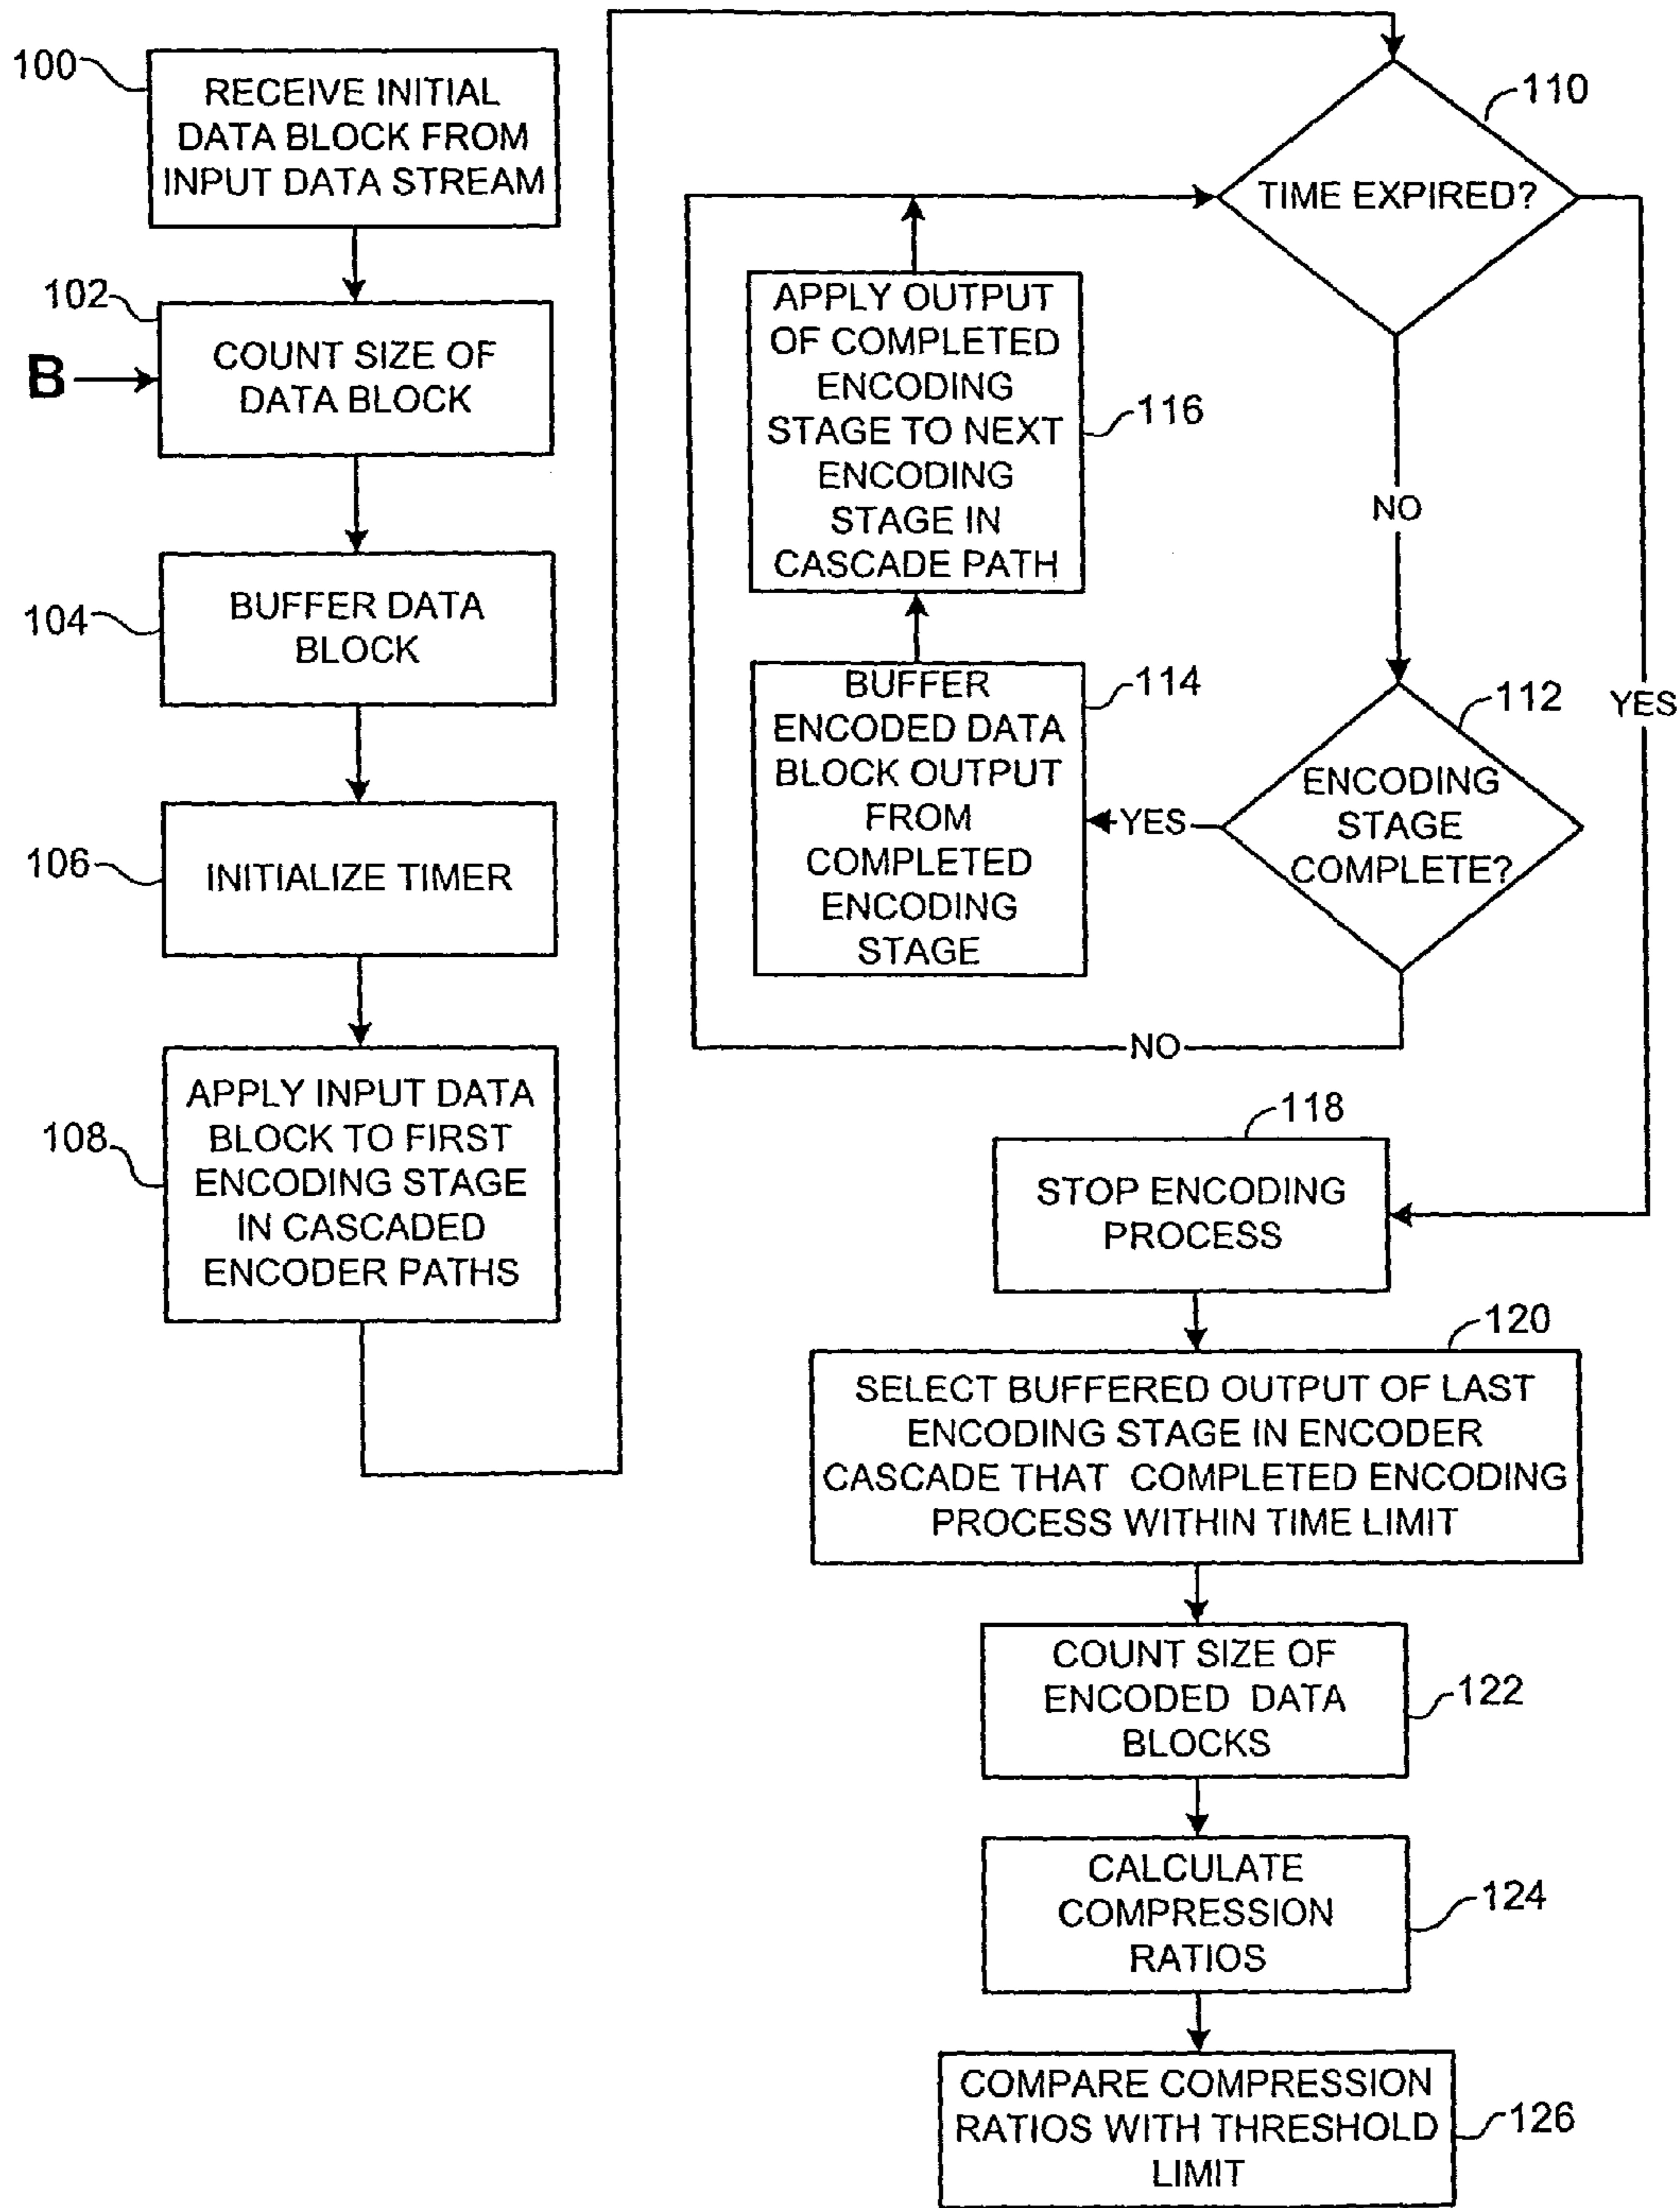 100
RECEIVE INITIAL
DATA BLOCK FROM
INPUT DATA STREAM
102
B
COUNT SIZE OF
DATA BLOCK
104
BUFFER DATA
BLOCK
106
INITIALIZE TIMER
108
APPLY INPUT DATA
BLOCK TO FIRST
ENCODING STAGE
IN CASCADED
ENCODER PATHS
110
TIME EXPIRED?
NO
YES
112
ENCODING
STAGE
COMPLETE?
YES
NO
114
BUFFER
ENCODED DATA
BLOCK OUTPUT
FROM
COMPLETED
ENCODING
STAGE
116
APPLY OUTPUT
OF COMPLETED
ENCODING
STAGE TO NEXT
ENCODING
STAGE IN
CASCADE PATH
118
STOP ENCODING
PROCESS
120
SELECT BUFFERED OUTPUT OF LAST
ENCODING STAGE IN ENCODER
CASCADE THAT COMPLETED ENCODING
PROCESS WITHIN TIME LIMIT
COUNT SIZE OF
ENCODED DATA
BLOCKS
122
CALCULATE
COMPRESSION
RATIOS
124
COMPARE COMPRESSION
RATIOS WITH THRESHOLD
LIMIT
126